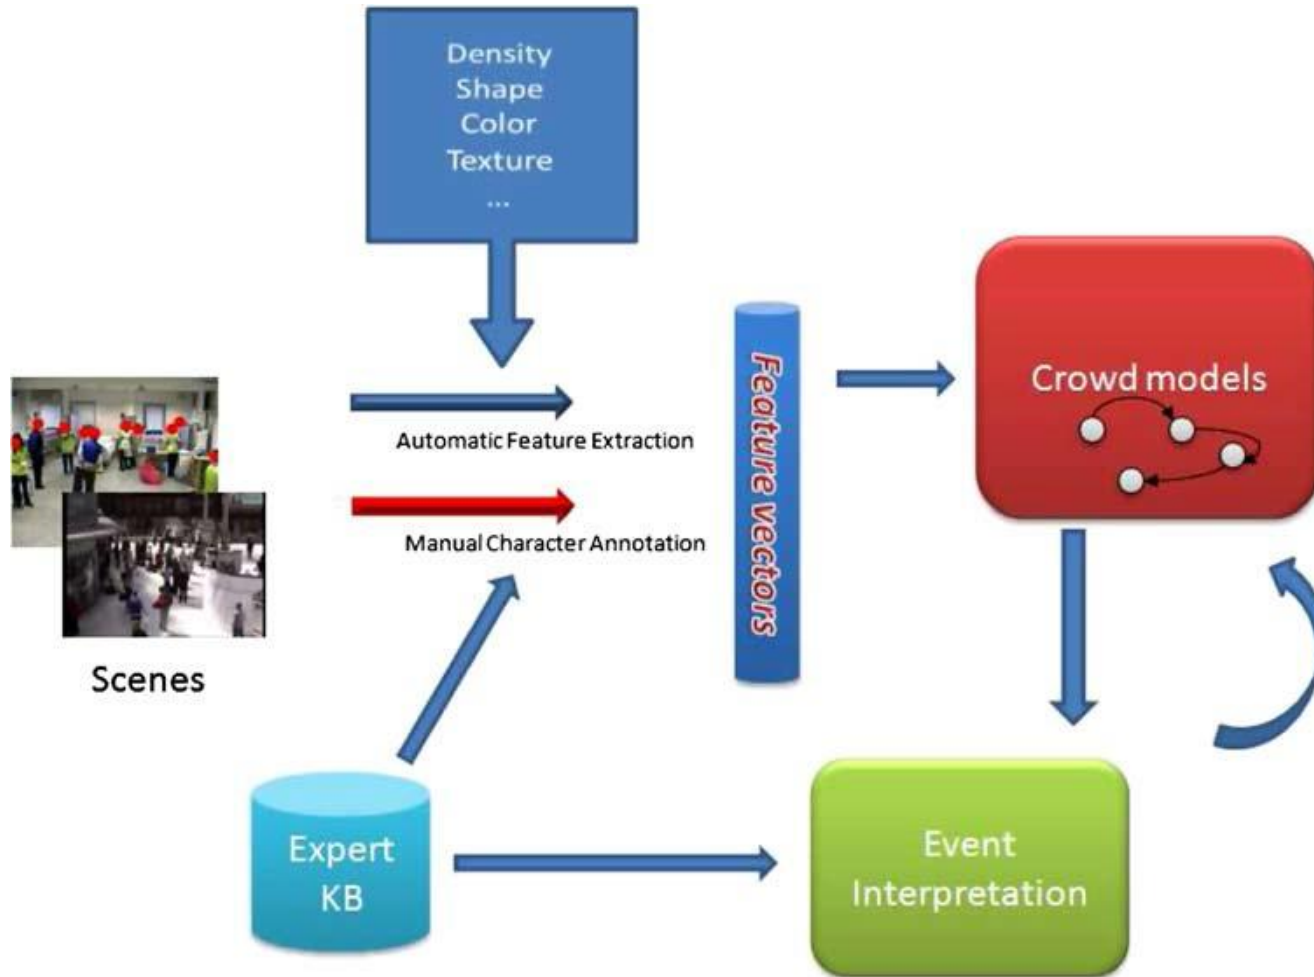 Density
Shape
Color
Texture
...
Automatic Feature Extraction
Manual Character Annotation
Scenes
Feature vectors
Crowd models
Expert
KB
Event
Interpretation